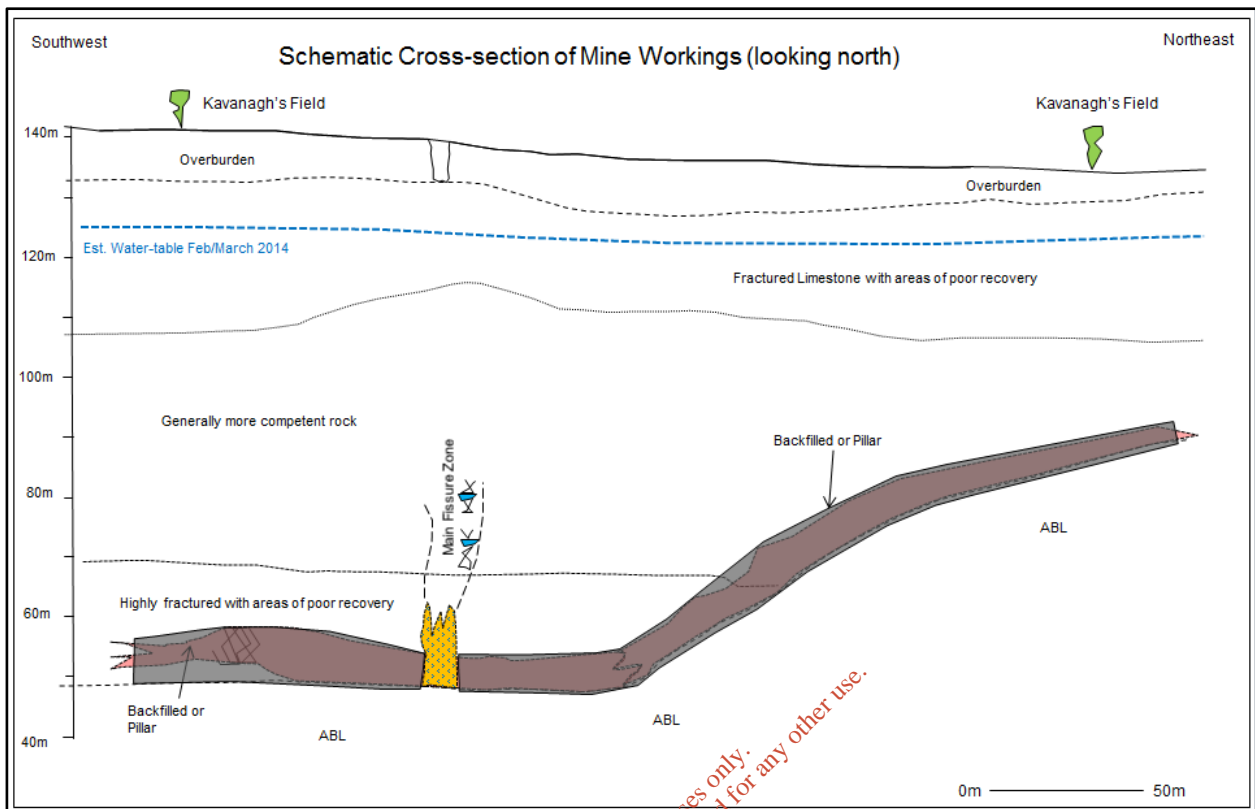 Southwest
Northeast
Schematic Cross-section of Mine Workings (looking north)
Kavanagh's Field
Kavanagh's Field
140m
Overburden
Overburden
Est. Water-table Feb/March 2014
120m
Fractured Limestone with areas of poor recovery
100m
Generally more competent rock
Backfilled or Pillar
Main Fissure Zone
80m
ABL
60m
Highly fractured with areas of poor recovery
Backfilled or
Pillar
ABL
ABL
40m
only.
for any other use.
0m
50m